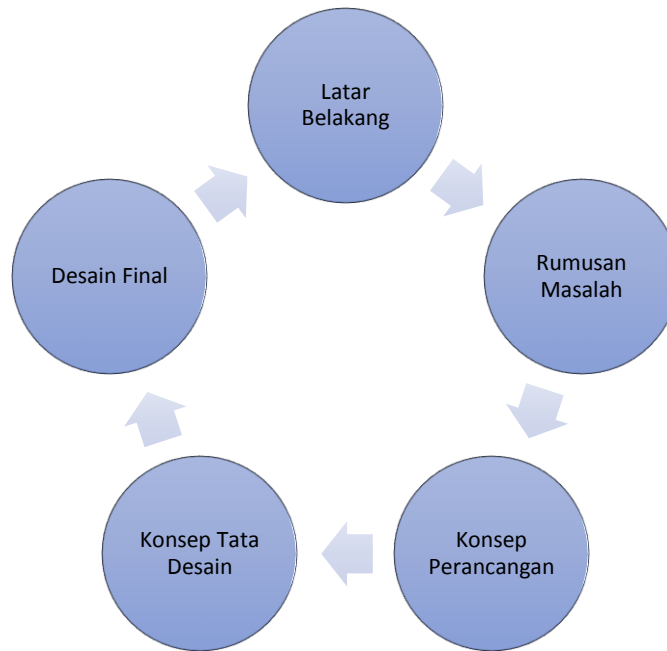 Latar
Belakang
Rumusan
Masalah
Konsep
Perancangan
Konsep Tata
Desain
Desain Final